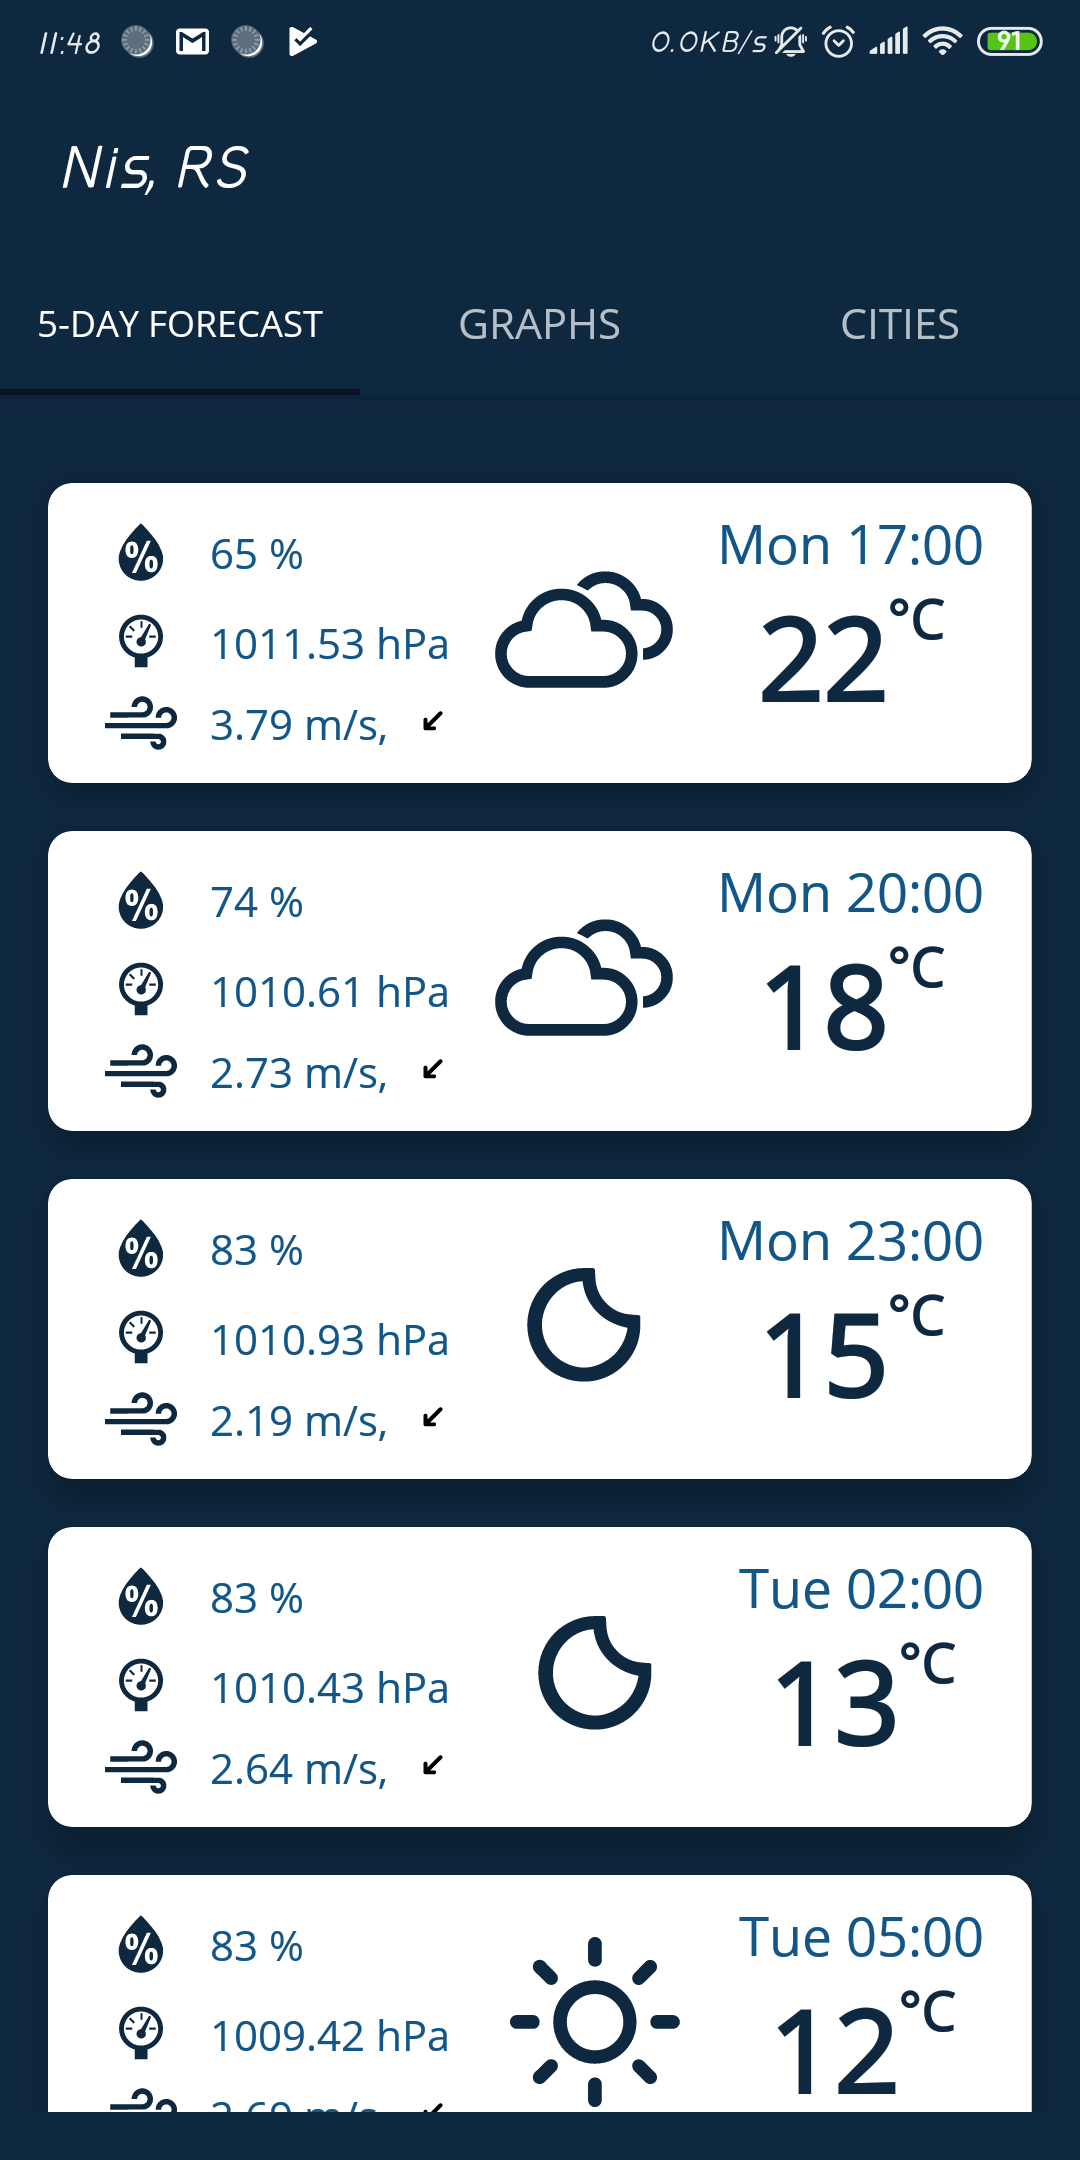 11:48 0.0KB/s 91
Nis, RS
5-DAY FORECAST GRAPHS CITIES
65 %
1011.53 hPa
3.79 m/s,
Mon 17:00
22°C
74 %
1010.61 hPa
2.73 m/s,
Mon 20:00
18°C
83 %
1010.93 hPa
2.19 m/s,
Mon 23:00
15°C
83 %
1010.43 hPa
2.64 m/s,
Tue 02:00
13°C
83 %
1009.42 hPa
Tue 05:00
12°C